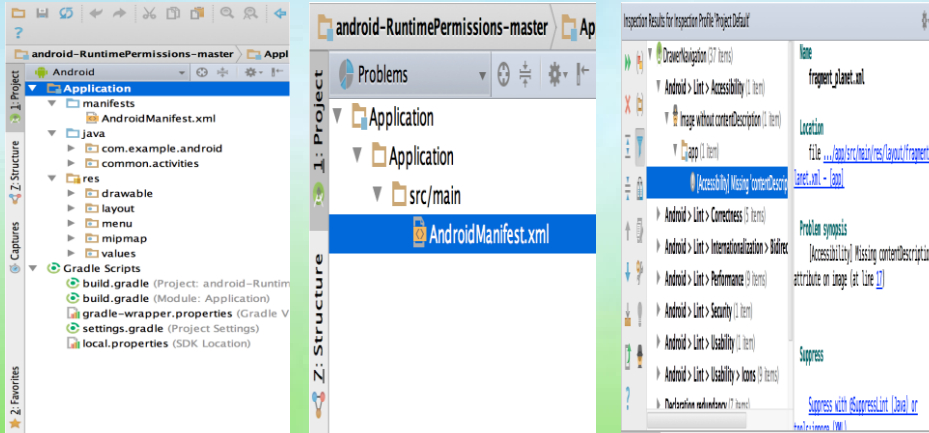 ?
android-RuntimePermissions-master Appl
Android
1: Project
Z: Structure
Captures
2: Favorites
Application
manifests
AndroidManifest.xml
java
com.example.android
common.activities
res
drawable
layout
menu
mipmap
values
Gradle Scripts
build.gradle (Project: android-Runtim
build.gradle (Module: Application)
gradle-wrapper.properties (Gradle V
settings.gradle (Project Settings)
local.properties (SDK Location)
android-RuntimePermissions-master Ap
Problems
1: Project
Z: Structure
Application
Application
src/main
AndroidManifest.xml
Inspection Results for Inspection Profile 'Project Default'
DrawerNavigation (37 items)
Android > Lint > Accessibility (1 item)
Image without contentDescription (1 item)
app (1 item)
[Accessibility] Missing 'contentDescrip
Android > Lint > Correctness (5 items)
Android > Lint > Internationalization > Bidirec
Android > Lint > Performance (9 items)
Android > Lint > Security (1 item)
Android > Lint > Usability (1 item)
Android > Lint > Usability > Icons (9 items)
Declaration redundancy (7 items)
?
Name
fragment_planet.xml
Location
file .../app/src/main/res/layout/fragment
lanet.xml - [app]
Problem synopsis
[Accessibility] Missing contentDescription
attribute on image (at line 17)
Suppress
Suppress with @SuppressLint (Java) or